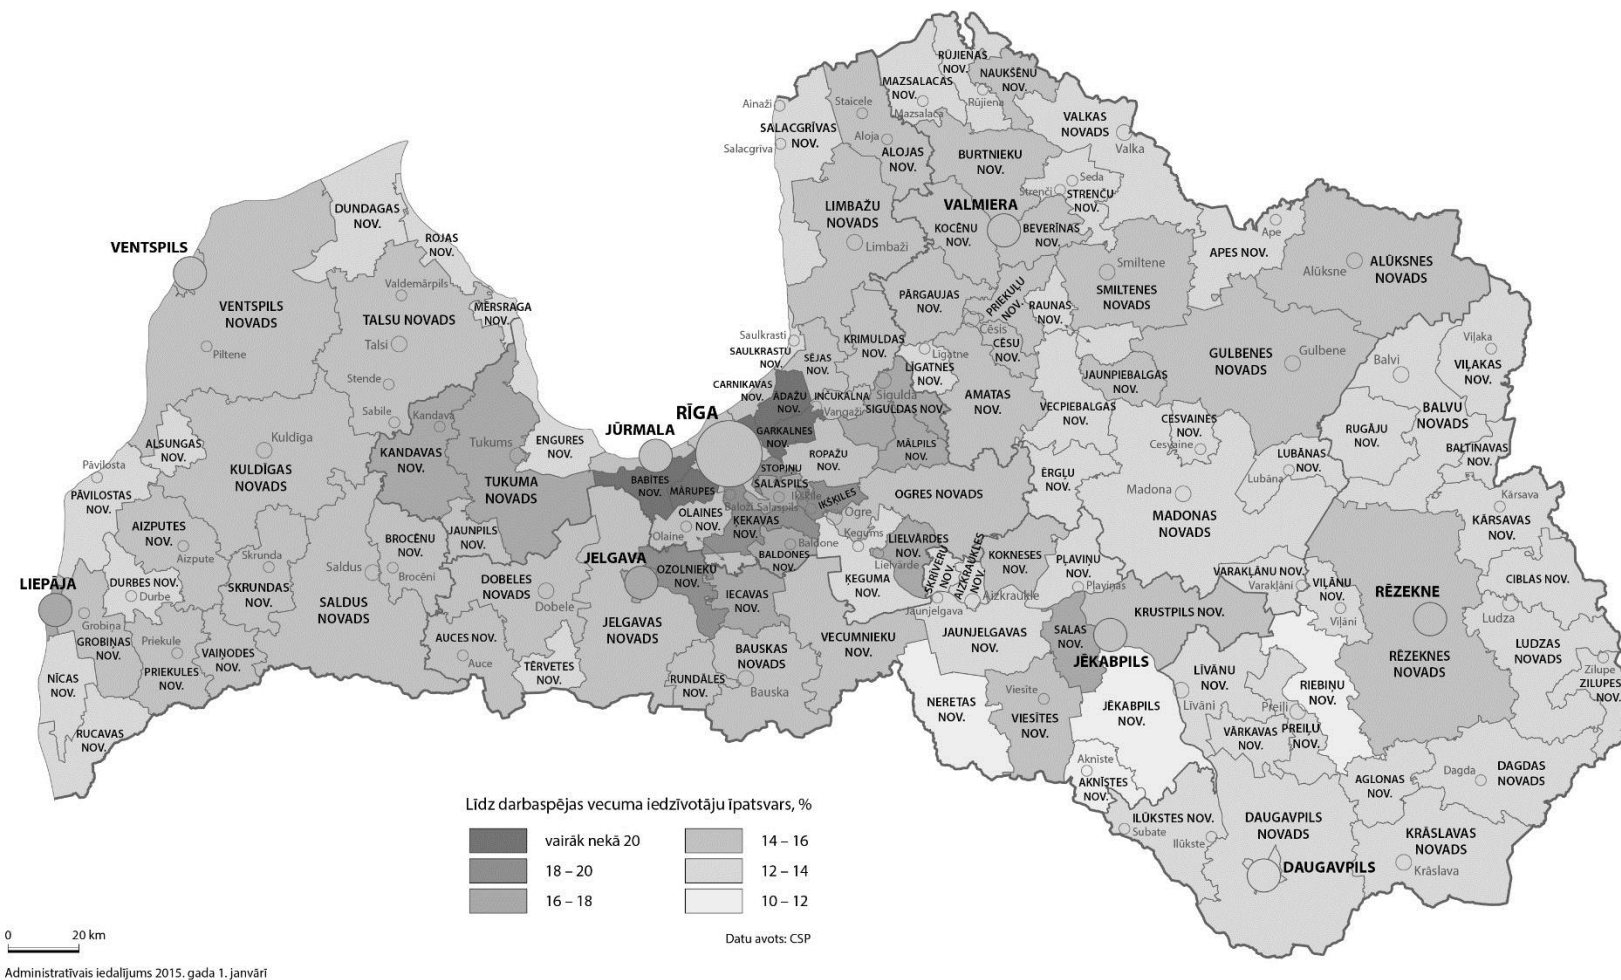 RŪJIENAS
NOV.
MAZSALACAS
NOV.
NAUKŠĒNU
NOV.
Rūjiena
Mazsalaca
Ainaži
Staicele
SALACGRĪVAS
NOV.
Salacgrīva
Aloja
ALOJAS
NOV.
VALKAS
NOVADS
Valka
BURTNIEKU
NOV.
Seda
Strenči
STRENČU
NOV.
DUNDAGAS
NOV.
ROJAS
NOV.
LIMBAŽU
NOVADS
Limbaži
VALMIERA
KOCĒNU
NOV.
BEVERĪNAS
NOV.
Ape
APES NOV.
Alūksne
ALŪKSNES
NOVADS
VENTSPILS
VENTSPILS
NOVADS
Piltene
Valdemārpils
TALSU NOVADS
Talsi
MĒRSRAGA
NOV.
Smiltene
SMILTENES
NOVADS
PĀRGAUJAS
NOV.
PRIEKUĻU
NOV.
RAUNAS
NOV.
Cēsis
CĒSU
NOV.
Saulkrasti
SAULKRASTU
NOV.
SĒJAS
NOV.
KRIMULDAS
NOV.
Līgatne
LĪGATNES
NOV.
GULBENES
NOVADS
Gulbene
JAUNPIEBALGAS
NOV.
Balvi
Viļaka
VIĻAKAS
NOV.
Stende
Sabile
Kandava
CARNIKAVAS
NOV.
ĀDAŽU
NOV.
INČUKALNA
Vangaži
Sigulda
SIGULDAS NOV.
AMATAS
NOV.
VECPIEBALGAS
NOV.
CESVAINES
NOV.
Cesvaine
BALVU
NOVADS
RUGĀJU
NOV.
BALTINAVAS
NOV.
RĪGA
JŪRMALA
GARKALNES
NOV.
MĀLPILS
NOV.
ALSUNGAS
NOV.
Kuldīga
KULDĪGAS
NOVADS
KANDAVAS
NOV.
Tukums
TUKUMA
NOVADS
ENGURES
NOV.
BABĪTES
NOV.
MĀRUPES
STOPIŅU
SALASPILS
ROPAŽU
NOV.
ĒRGĻU
NOV.
LUBĀNAS
NOV.
Lubāna
Pāvilosta
PĀVILOSTAS
NOV.
OGRES NOVADS
Madona
MADONAS
NOVADS
Kārsava
KĀRSAVAS
NOV.
Ikšķile
IKŠĶILES
Baloži
Salaspils
Ogre
OLAINES
NOV.
Olaine
ĶEKAVAS
NOV.
Baldone
BALDONES
NOV.
Ķegums
ĶEGUMA
NOV.
LIELVĀRDES
NOV.
Lielvārde
SKRĪVERU
NOV.
AIZKRAUKLES
NOV.
Aizkraukle
Jaunjelgava
KOKNESES
NOV.
PĻAVIŅU
NOV.
Pļaviņas
VARAKĻĀNU NOV.
Varakļāni
VIĻĀNU
NOV.
Viļāni
CIBLAS NOV.
AIZPUTES
NOV.
Aizpute
Skrunda
SKRUNDAS
NOV.
Saldus
BROCĒNU
NOV.
Brocēni
JAUNPILS
NOV.
JELGAVA
OZOLNIEKU
NOV.
IECAVAS
NOV.
LIEPĀJA
DURBES NOV.
Durbe
SALDUS
NOVADS
DOBELES
NOVADS
Dobele
JELGAVAS
NOVADS
RĒZEKNE
RĒZEKNES
NOVADS
Ludza
LUDZAS
NOVADS
Zilupe
ZILUPES
NOV.
Grobiņa
GROBIŅAS
NOV.
Priekule
PRIEKULES
NOV.
VAIŅODES
NOV.
AUCES NOV.
Auce
TĒRVETES
NOV.
RUNDĀLES
NOV.
BAUSKAS
NOVADS
Bauska
VECUMNIEKU
NOV.
JAUNJELGAVAS
NOV.
SALAS
NOV.
KRUSTPILS NOV.
JĒKABPILS
LĪVĀNU
NOV.
Līvāni
RIEBIŅU
NOV.
Preiļi
PREIĻU
NOV.
VĀRKAVAS
NOV.
NĪCAS
NOV.
RUCAVAS
NOV.
NERETAS
NOV.
Viesīte
VIESĪTES
NOV.
JĒKABPILS
NOV.
Aknīste
AKNĪSTES
NOV.
AGLONAS
NOV.
Dagda
DAGDAS
NOVADS
ILŪKSTES NOV.
Subate
Ilūkste
DAUGAVPILS
NOVADS
DAUGAVPILS
KRĀSLAVAS
NOVADS
Krāslava
Līdz darbaspējas vecuma iedzīvotāju īpatsvars, %
vairāk nekā 20
18 – 20
16 – 18
14 – 16
12 – 14
10 – 12
Datu avots: CSP
0 20 km
Administratīvais iedalījums 2015. gada 1. janvārī